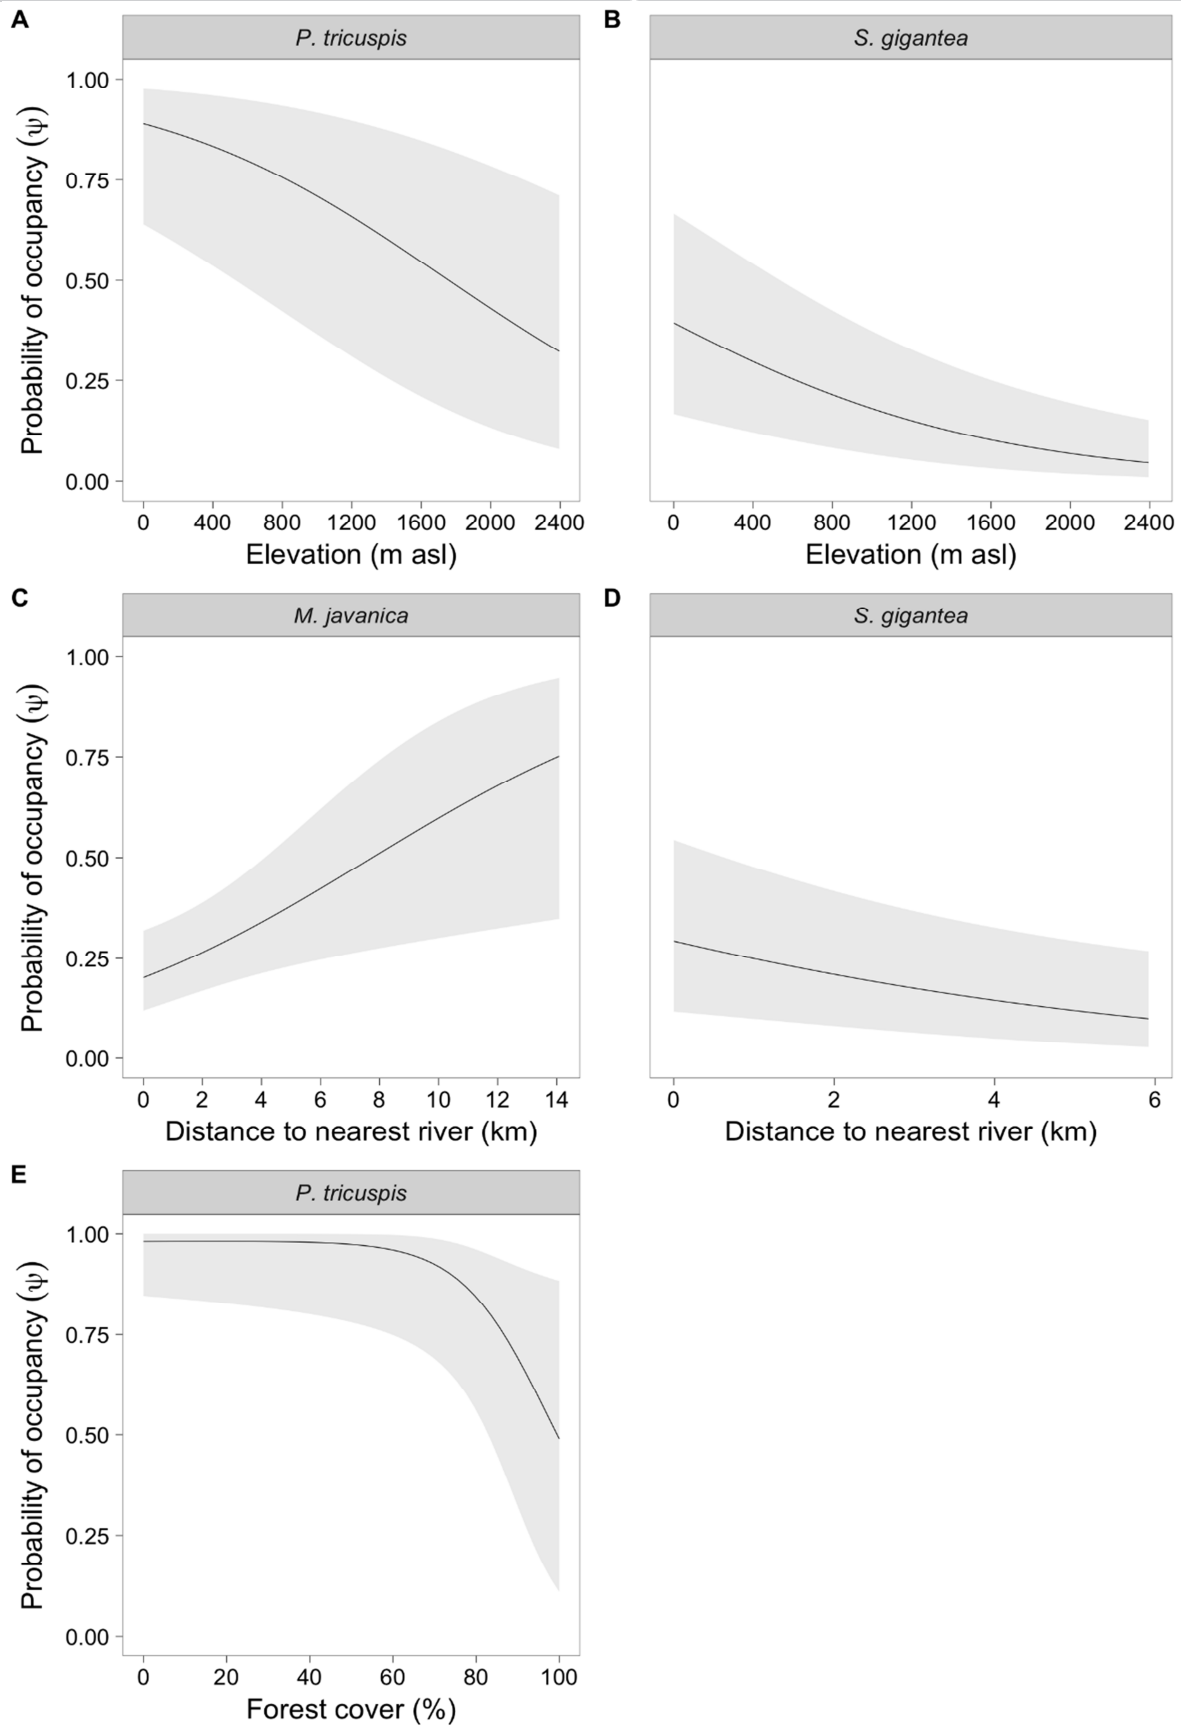 A
P. tricuspis
Probability of occupancy (ψ)
1.00
0.75
0.50
0.25
0.00
0 400 800 1200 1600 2000 2400
Elevation (m asl)
B
S. gigantea
0 400 800 1200 1600 2000 2400
Elevation (m asl)
C
M. javanica
Probability of occupancy (ψ)
1.00
0.75
0.50
0.25
0.00
0 2 4 6 8 10 12 14
Distance to nearest river (km)
D
S. gigantea
0 2 4 6
Distance to nearest river (km)
E
P. tricuspis
Probability of occupancy (ψ)
1.00
0.75
0.50
0.25
0.00
0 20 40 60 80 100
Forest cover (%)